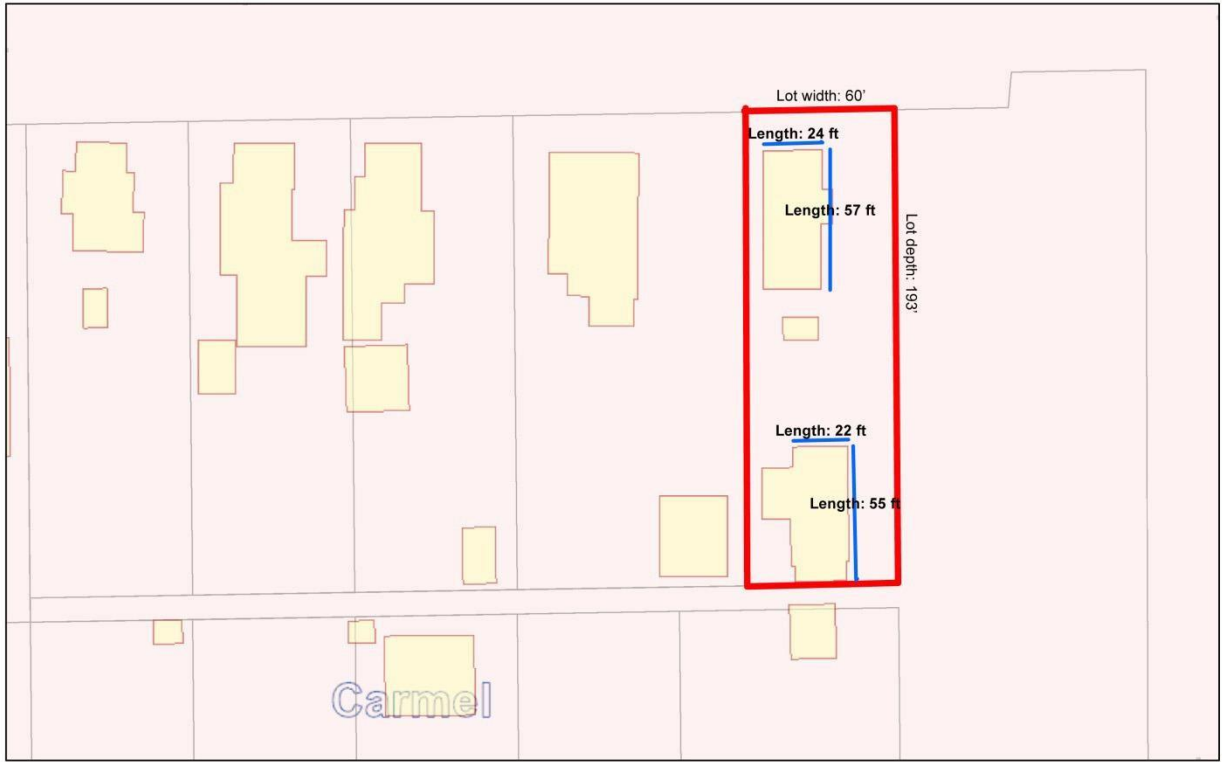 Lot width: 60'
Length: 24 ft
Length: 57 ft
Lot depth: 193'
Length: 22 ft
Length: 55 ft
Carmel